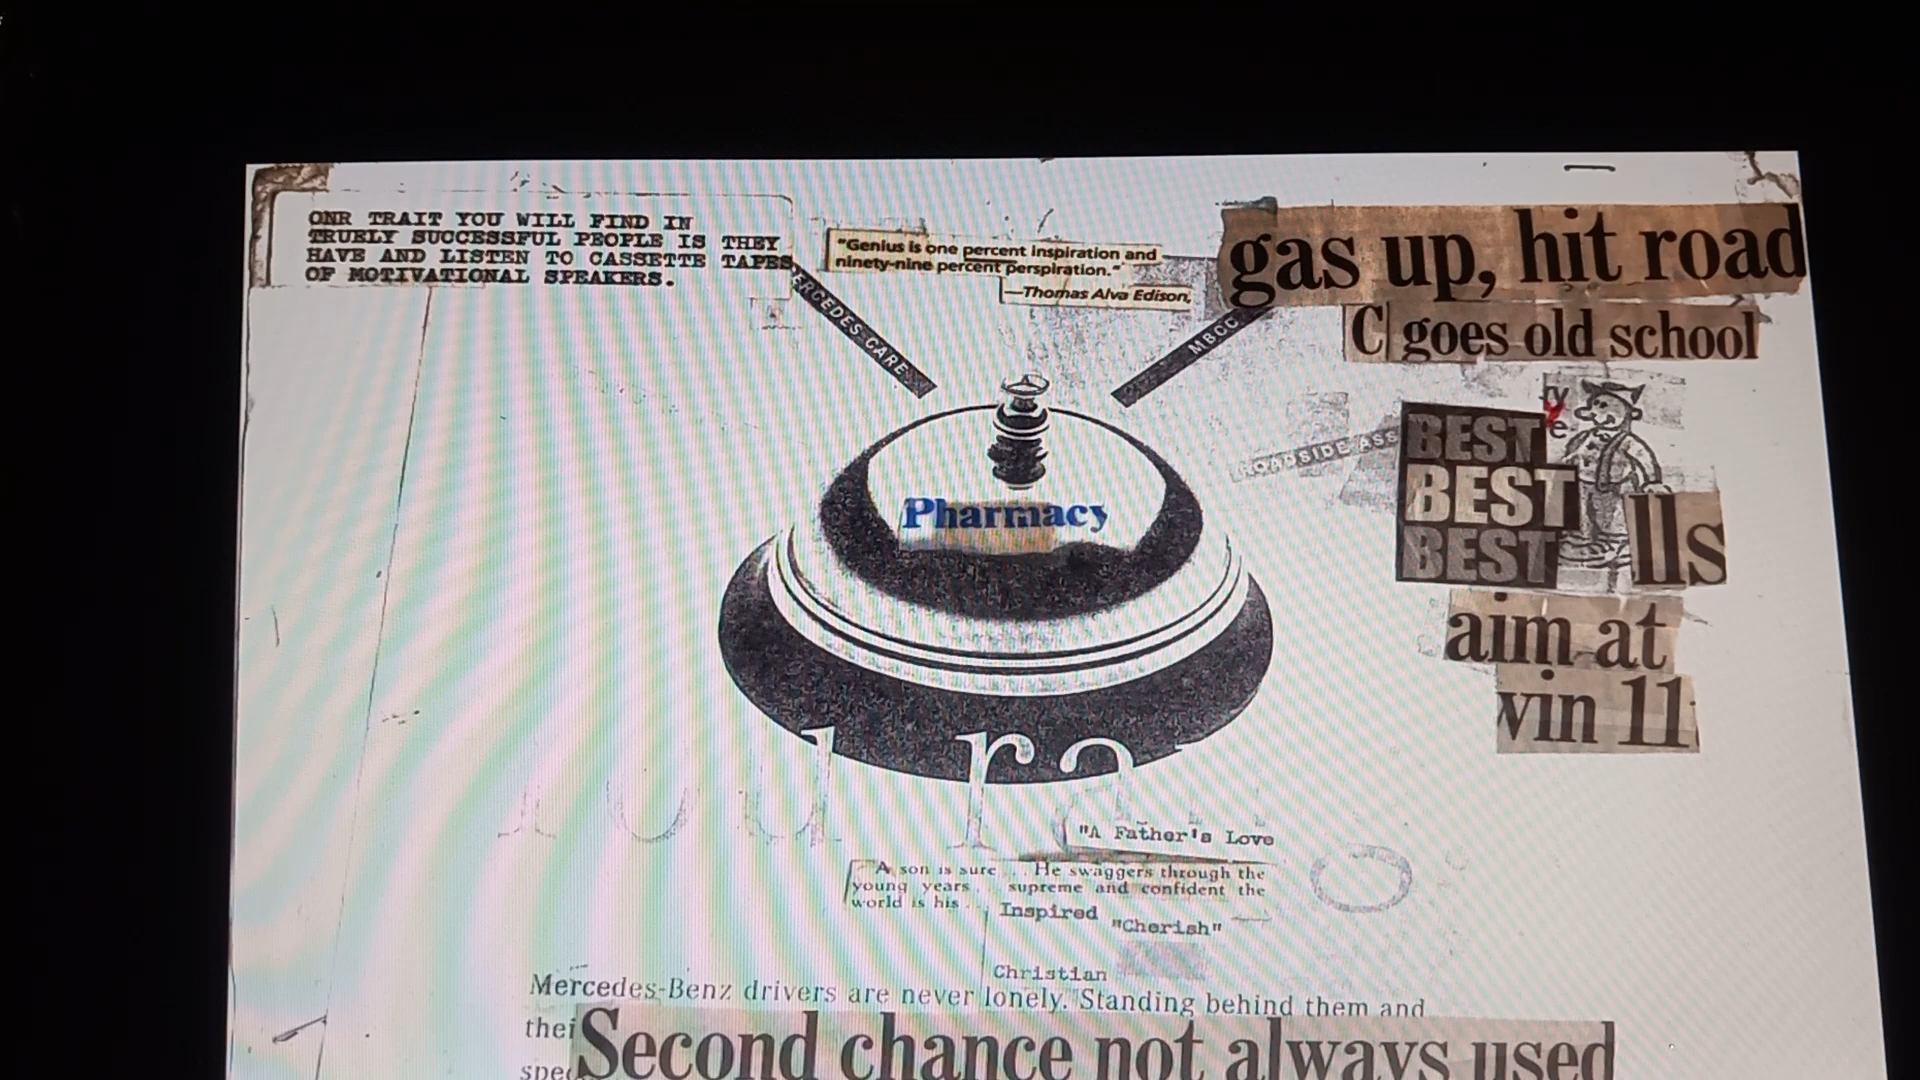 ONR TRAIT YOU WILL FIND IN
TRUELY SUCCESSFUL PEOPLE IS THEY
HAVE AND LISTEN TO CASSETTE TAPES
OF MOTIVATIONAL SPEAKERS.
"Genius is one percent inspiration and
ninety-nine percent perspiration."
—Thomas Alva Edison,
gas up, hit road
C goes old school
ERCEDES CARE
MBCC
ROADSIDE ASS
ry
e
BEST
BEST
BEST
lls
aim at
win 11
Pharmacy
"A Father's Love
A son is sure . . He swaggers through the
young years . supreme and confident the
world is his . .
Inspired "Cherish"
Christian
Mercedes-Benz drivers are never lonely. Standing behind them and
thei
Second chance not always used